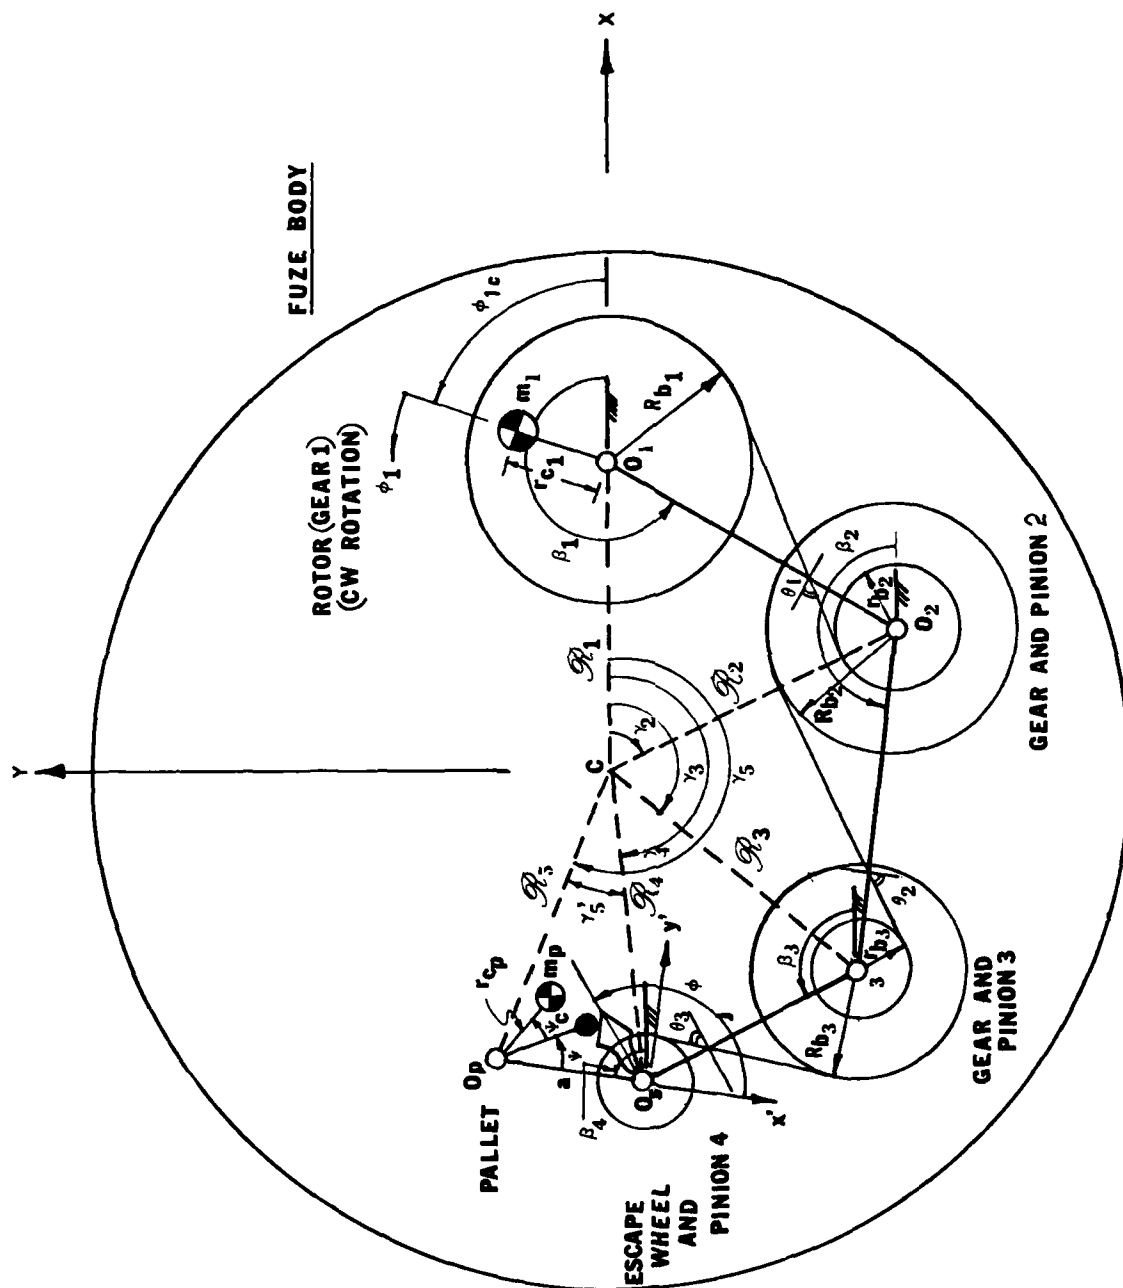 Y
X
FUZE BODY
ROTOR (GEAR 1)
(CW ROTATION)
ϕ1
ϕ1c
m1
rc1
O1
Rb1
β1
ℛ1
C
ℛ2
γ2
γ3
γ5
ℛ3
ℛ4
γ5'
ℛ5
θ1
β2
rb2
O2
Rb2
GEAR AND PINION 2
θ2
β3
rb3
3
Rb3
GEAR AND
PINION 3
rcp
mp
ψc
ψ
a
Op
PALLET
y'
ϕ
θ3
x'
β4
ESCAPE
WHEEL
AND
PINION 4